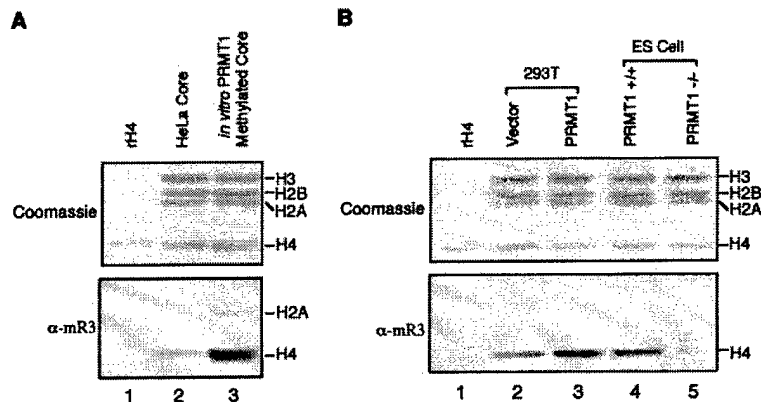 A
rH4
HeLa Core
in vitro PRMT1
Methylated Core
Coomassie
H3
H2B
H2A
H4
α-mR3
H2A
H4
1 2 3
B
ES Cell
293T
rH4
Vector
PRMT1
PRMT1 +/+
PRMT1 -/-
Coomassie
H3
H2B
H2A
H4
α-mR3
H4
1 2 3 4 5